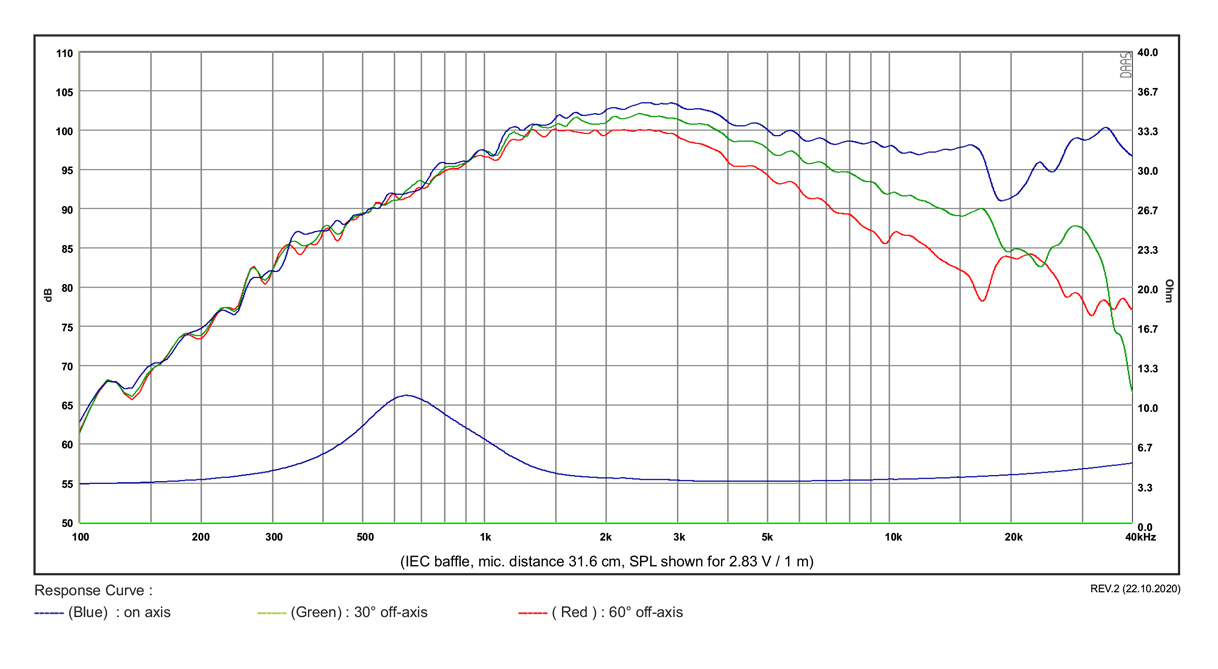 DAAS
110 40.0
105 36.7
100 33.3
95 30.0
90 26.7
85 23.3
80 20.0
dB Ohm
75 16.7
70 13.3
65 10.0
60 6.7
55 3.3
50 0.0
100 200 300 500 1k 2k 3k 5k 10k 20k 40kHz
(IEC baffle, mic. distance 31.6 cm, SPL shown for 2.83 V / 1 m)
Response Curve : REV.2 (22.10.2020)
(Blue) : on axis (Green) : 30° off-axis ( Red ) : 60° off-axis